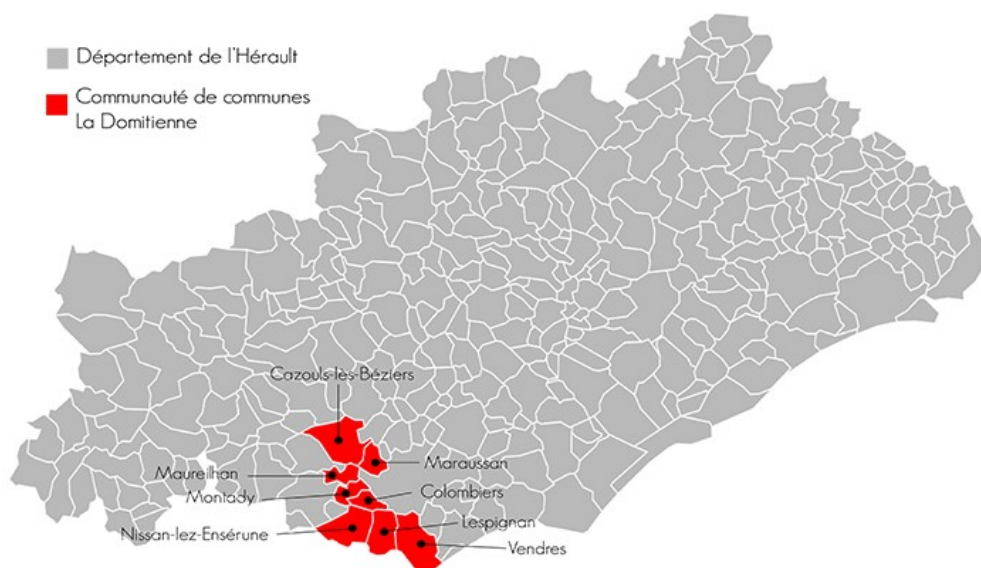 Département de l'Hérault
Communauté de communes
La Domitienne
Cazouls-lès-Béziers
Maureilhan
Maraussan
Montady
Colombiers
Nissan-lez-Ensérune
Lespignan
Vendres